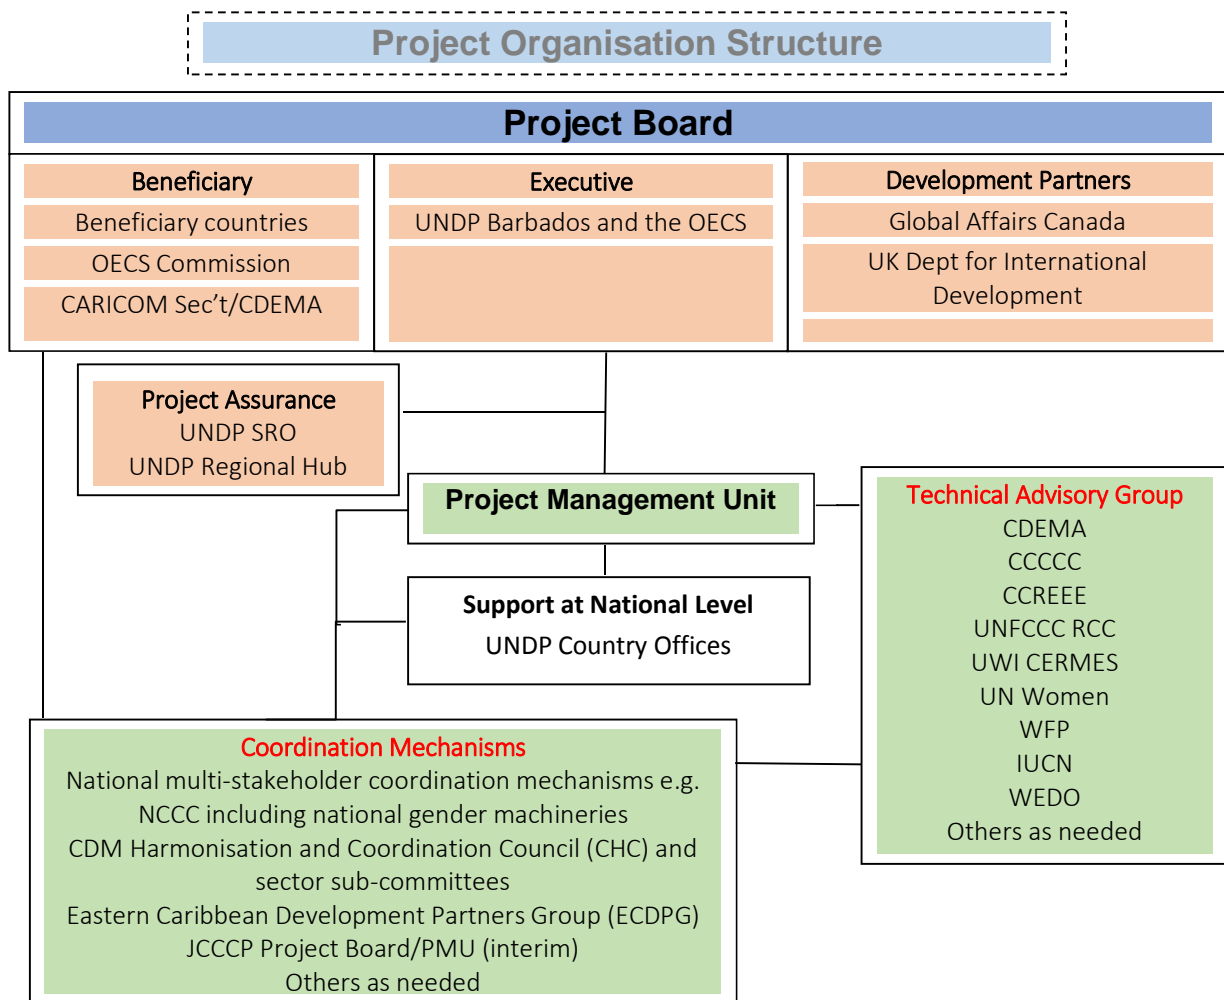 Project Organisation Structure
Project Board
Beneficiary
Beneficiary countries
OECS Commission
CARICOM Sec’t/CDEMA
Executive
UNDP Barbados and the OECS
Development Partners
Global Affairs Canada
UK Dept for International
Development
Project Assurance
UNDP SRO
UNDP Regional Hub
Project Management Unit
Support at National Level
UNDP Country Offices
Technical Advisory Group
CDEMA
CCCCC
CCREEE
UNFCCC RCC
UWI CERMES
UN Women
WFP
IUCN
WEDO
Others as needed
Coordination Mechanisms
National multi-stakeholder coordination mechanisms e.g.
NCCC including national gender machineries
CDM Harmonisation and Coordination Council (CHC) and
sector sub-committees
Eastern Caribbean Development Partners Group (ECDPG)
JCCCP Project Board/PMU (interim)
Others as needed